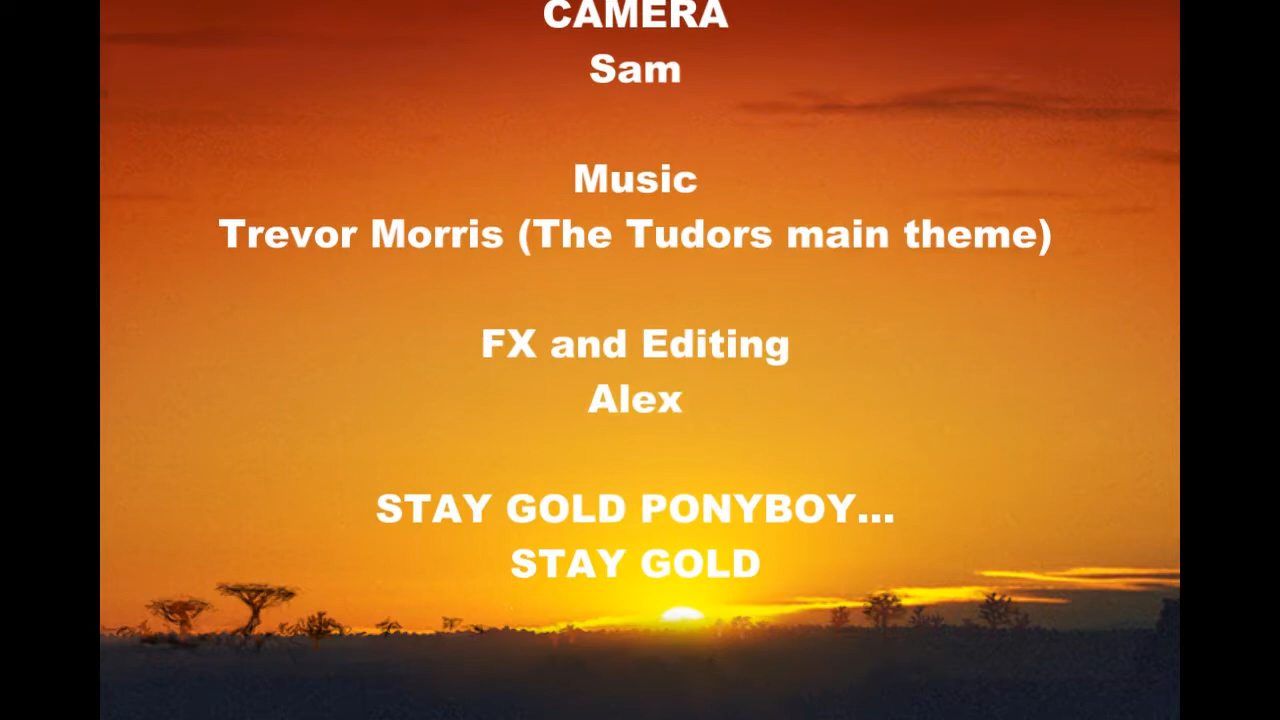 CAMERA
Sam
Music
Trevor Morris (The Tudors main theme)
FX and Editing
Alex
STAY GOLD PONYBOY...
STAY GOLD